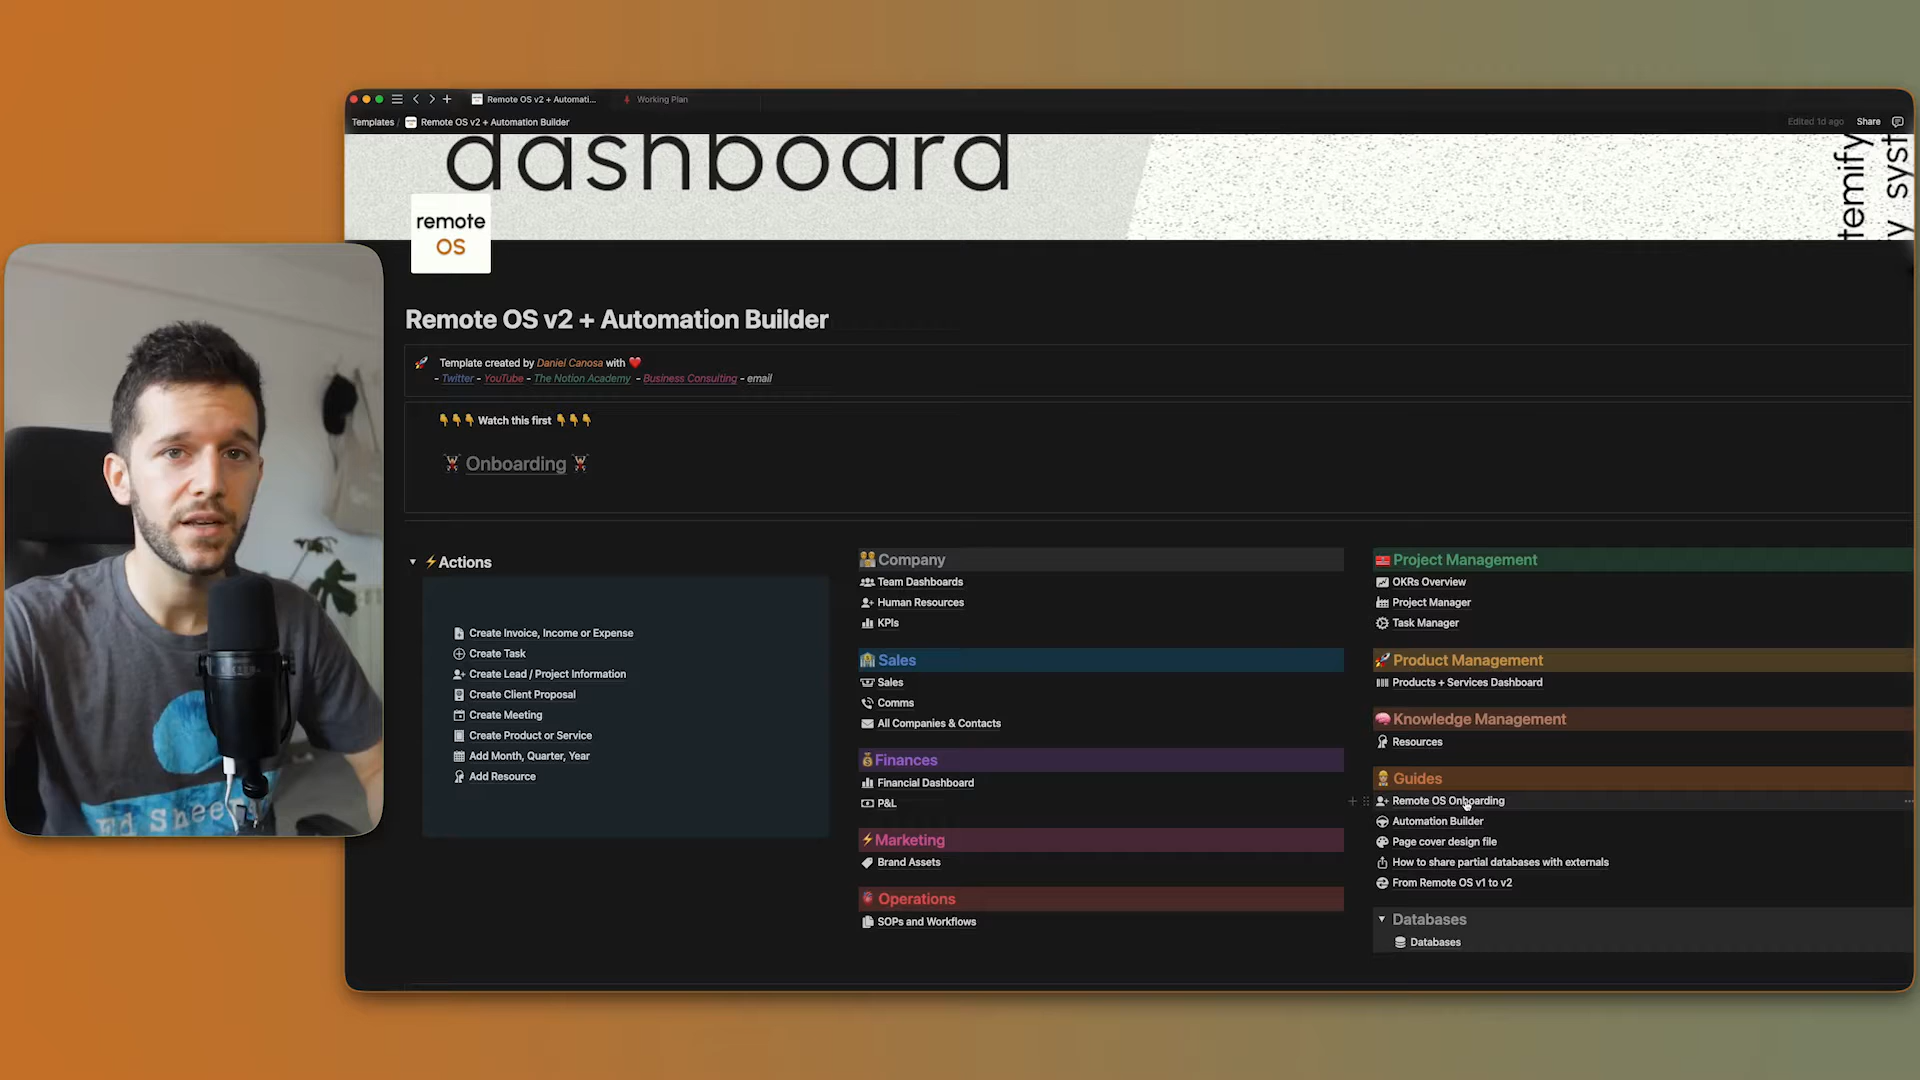 Remote OS v2 + Automati...
Working Plan
Templates / Remote OS v2 + Automation Builder
Edited 1d ago
Share
dashboard
temify
y syst
remote
OS
Remote OS v2 + Automation Builder
Template created by Daniel Canosa with
- Twitter - YouTube - The Notion Academy - Business Consulting - email
Watch this first
Onboarding
Actions
Create Invoice, Income or Expense
Create Task
Create Lead / Project Information
Create Client Proposal
Create Meeting
Create Product or Service
Add Month, Quarter, Year
Add Resource
Company
Team Dashboards
Human Resources
KPIs
Sales
Sales
Comms
All Companies & Contacts
Finances
Financial Dashboard
P&L
Marketing
Brand Assets
Operations
SOPs and Workflows
Project Management
OKRs Overview
Project Manager
Task Manager
Product Management
Products + Services Dashboard
Knowledge Management
Resources
Guides
Remote OS Onboarding
Automation Builder
Page cover design file
How to share partial databases with externals
From Remote OS v1 to v2
Databases
Databases
Ed Sheer